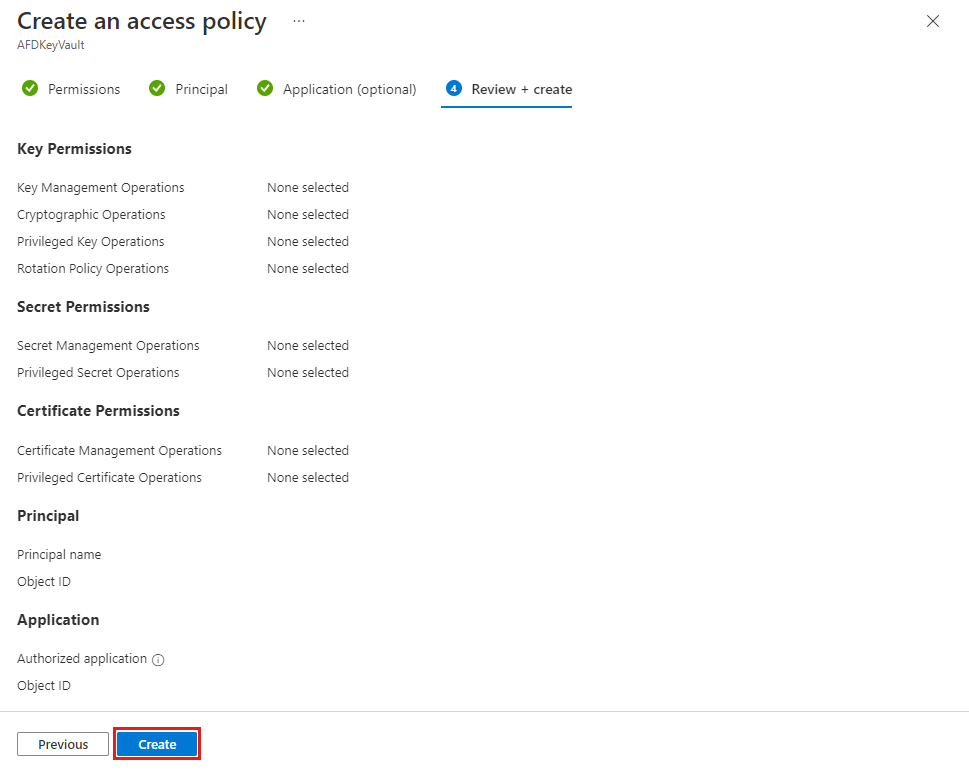 Create an access policy ...
AFDKeyVault
Permissions Principal Application (optional) 4 Review + create
Key Permissions
Key Management Operations None selected
Cryptographic Operations None selected
Privileged Key Operations None selected
Rotation Policy Operations None selected
Secret Permissions
Secret Management Operations None selected
Privileged Secret Operations None selected
Certificate Permissions
Certificate Management Operations None selected
Privileged Certificate Operations None selected
Principal
Principal name
Object ID
Application
Authorized application
Object ID
Previous Create